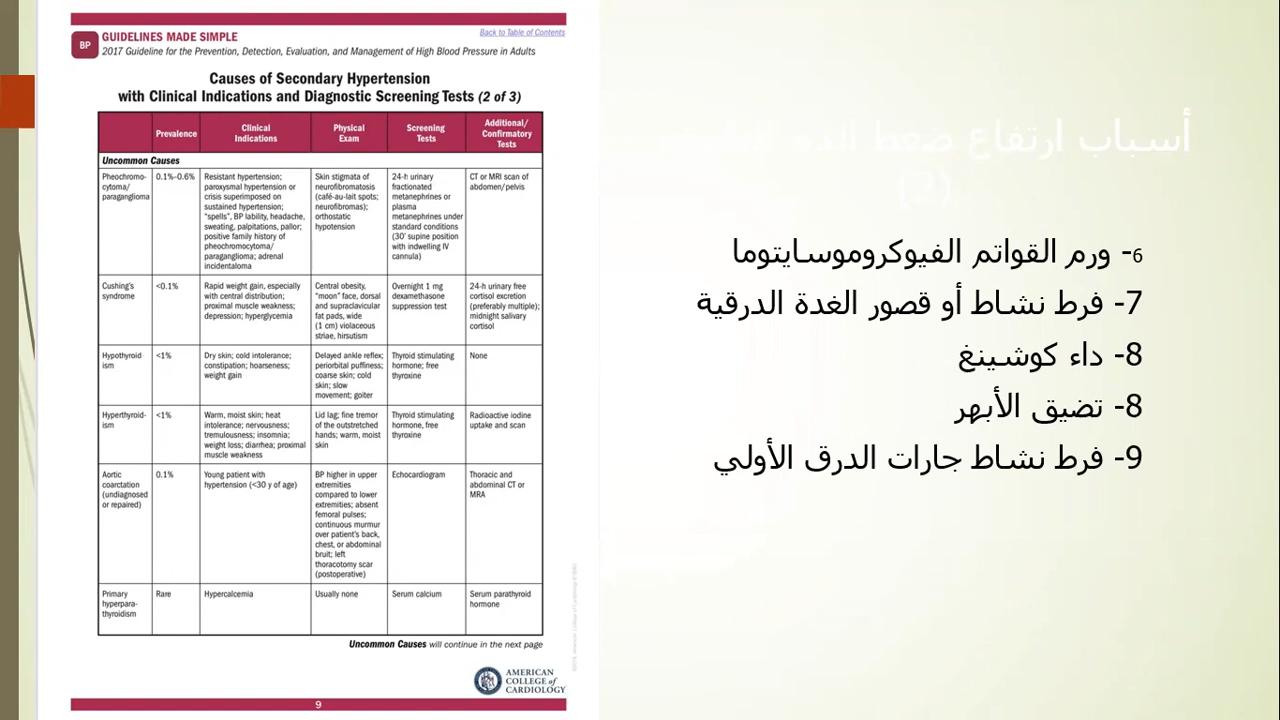 Back to Table of Contents
BP
GUIDELINES MADE SIMPLE
2017 Guideline for the Prevention, Detection, Evaluation, and Management of High Blood Pressure in Adults
Causes of Secondary Hypertension
with Clinical Indications and Diagnostic Screening Tests (2 of 3)
Prevalence
Clinical
Indications
Physical
Exam
Screening
Tests
Additional/
Confirmatory
Tests
Uncommon Causes
Pheochromo-
cytoma/
paraganglioma
0.1%–0.6%
Resistant hypertension;
paroxysmal hypertension or
crisis superimposed on
sustained hypertension;
“spells”, BP lability, headache,
sweating, palpitations, pallor;
positive family history of
pheochromocytoma/
paraganglioma; adrenal
incidentaloma
Skin stigmata of
neurofibromatosis
(café-au-lait spots;
neurofibromas);
orthostatic
hypotension
24-h urinary
fractionated
metanephrines or
plasma
metanephrines under
standard conditions
(30’ supine position
with indwelling IV
cannula)
CT or MRI scan of
abdomen/pelvis
Cushing’s
syndrome
<0.1%
Rapid weight gain, especially
with central distribution;
proximal muscle weakness;
depression; hyperglycemia
Central obesity,
“moon” face, dorsal
and supraclavicular
fat pads, wide
(1 cm) violaceous
striae, hirsutism
Overnight 1 mg
dexamethasone
suppression test
24-h urinary free
cortisol excretion
(preferably multiple);
midnight salivary
cortisol
Hypothyroid-
ism
<1%
Dry skin; cold intolerance;
constipation; hoarseness;
weight gain
Delayed ankle reflex;
periorbital puffiness;
coarse skin; cold
skin; slow
movement; goiter
Thyroid stimulating
hormone; free
thyroxine
None
Hyperthyroid-
ism
<1%
Warm, moist skin; heat
intolerance; nervousness;
tremulousness; insomnia;
weight loss; diarrhea; proximal
muscle weakness
Lid lag; fine tremor
of the outstretched
hands; warm, moist
skin
Thyroid stimulating
hormone, free
thyroxine
Radioactive iodine
uptake and scan
Aortic
coarctation
(undiagnosed
or repaired)
0.1%
Young patient with
hypertension (<30 y of age)
BP higher in upper
extremities
compared to lower
extremities; absent
femoral pulses;
continuous murmur
over patient’s back,
chest, or abdominal
bruit; left
thoracotomy scar
(postoperative)
Echocardiogram
Thoracic and
abdominal CT or
MRA
Primary
hyperpara-
thyroidism
Rare
Hypercalcemia
Usually none
Serum calcium
Serum parathyroid
hormone
Uncommon Causes will continue in the next page
AMERICAN
COLLEGE of
CARDIOLOGY
9
أسباب ارتفاع ضغط الدم
(2)
6- ورم القواتم الفيوكروموسايتوما
7- فرط نشاط أو قصور الغدة الدرقية
8- داء كوشينغ
8- تضيق الأبهر
9- فرط نشاط جارات الدرق الأولي